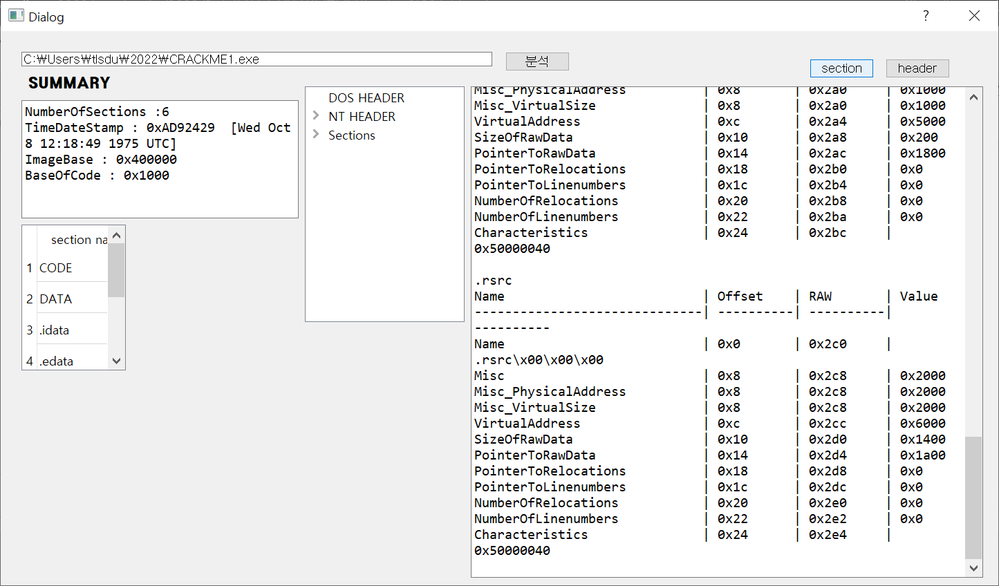 Dialog
?
C:₩Users₩tlsdu₩2022₩CRACKME1.exe
분석
section
header
SUMMARY
NumberOfSections :6
TimeDateStamp : 0xAD92429  [Wed Oct
8 12:18:49 1975 UTC]
ImageBase : 0x400000
BaseOfCode : 0x1000
section na
1 CODE
2 DATA
3 .idata
4 .edata
DOS HEADER
NT HEADER
Sections
Misc_PhysicalAddress | 0x8 | 0x2a0 | 0x1000
Misc_VirtualSize | 0x8 | 0x2a0 | 0x1000
VirtualAddress | 0xc | 0x2a4 | 0x5000
SizeOfRawData | 0x10 | 0x2a8 | 0x200
PointerToRawData | 0x14 | 0x2ac | 0x1800
PointerToRelocations | 0x18 | 0x2b0 | 0x0
PointerToLinenumbers | 0x1c | 0x2b4 | 0x0
NumberOfRelocations | 0x20 | 0x2b8 | 0x0
NumberOfLinenumbers | 0x22 | 0x2ba | 0x0
Characteristics | 0x24 | 0x2bc |
0x50000040
.rsrc
Name | Offset | RAW | Value
------------------------------| ----------| ----------|
----------
Name | 0x0 | 0x2c0 |
.rsrc\x00\x00\x00
Misc | 0x8 | 0x2c8 | 0x2000
Misc_PhysicalAddress | 0x8 | 0x2c8 | 0x2000
Misc_VirtualSize | 0x8 | 0x2c8 | 0x2000
VirtualAddress | 0xc | 0x2cc | 0x6000
SizeOfRawData | 0x10 | 0x2d0 | 0x1400
PointerToRawData | 0x14 | 0x2d4 | 0x1a00
PointerToRelocations | 0x18 | 0x2d8 | 0x0
PointerToLinenumbers | 0x1c | 0x2dc | 0x0
NumberOfRelocations | 0x20 | 0x2e0 | 0x0
NumberOfLinenumbers | 0x22 | 0x2e2 | 0x0
Characteristics | 0x24 | 0x2e4 |
0x50000040